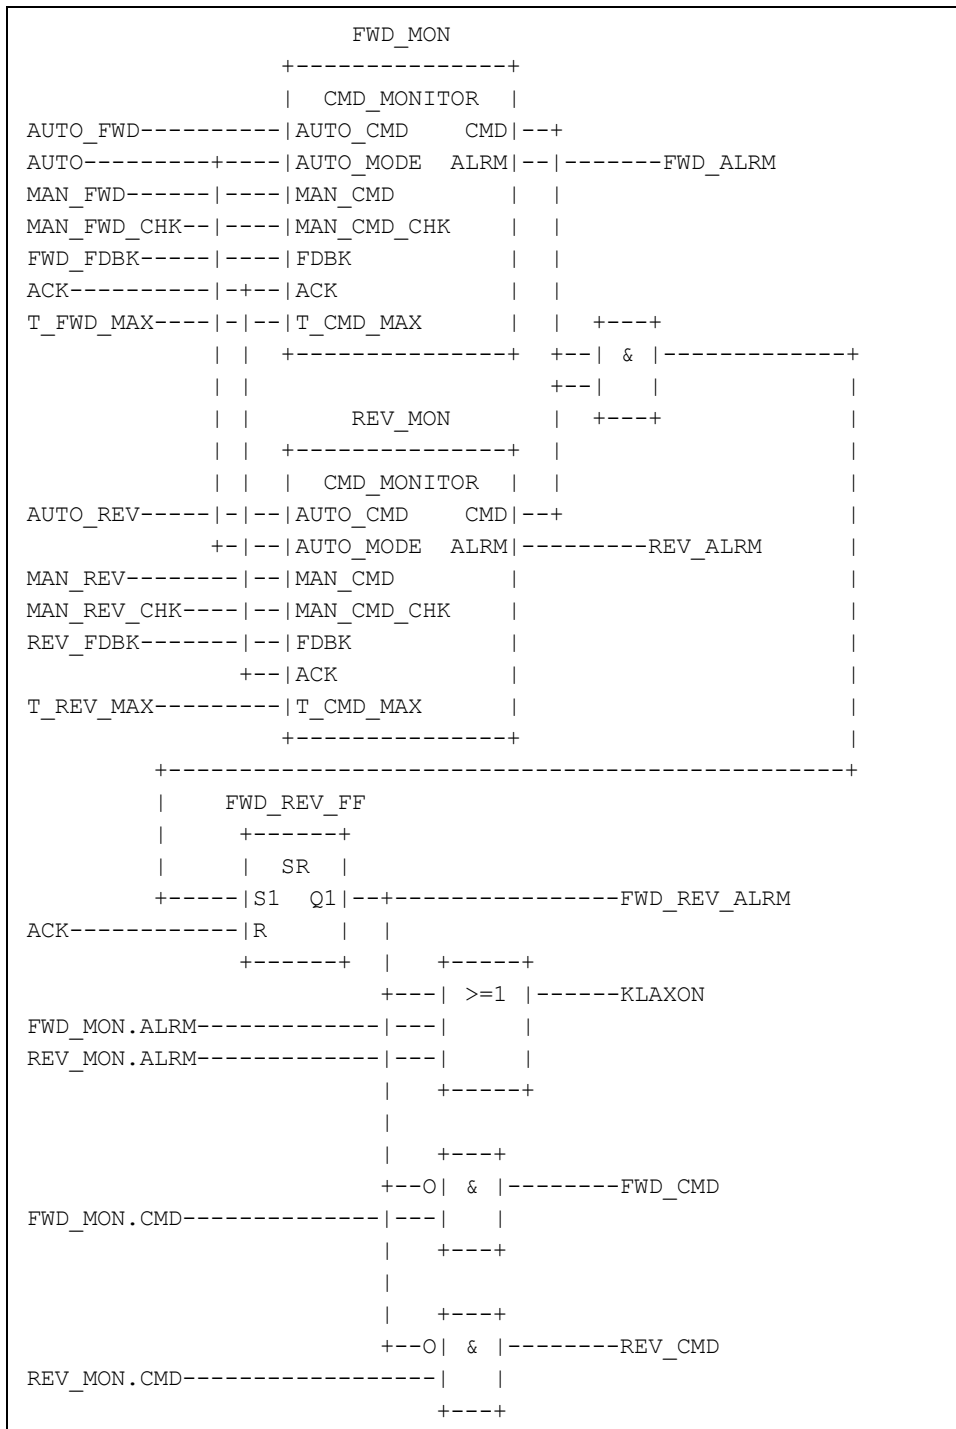 FWD_MON
                  +---------------+
                  |  CMD_MONITOR  |
AUTO_FWD----------|AUTO_CMD    CMD|--+
AUTO---------+----|AUTO_MODE  ALRM|--|-------FWD_ALRM
MAN_FWD------|----|MAN_CMD        |  |
MAN_FWD_CHK--|----|MAN_CMD_CHK    |  |
FWD_FDBK-----|----|FDBK           |  |
ACK----------|-+--|ACK            |  |
T_FWD_MAX----|-|--|T_CMD_MAX      |  |  +---+
             | |  +---------------+  +--| & |-------------+
             | |                     +--|   |             |
             | |       REV_MON       |  +---+             |
             | |  +---------------+  |                    |
             | |  |  CMD_MONITOR  |  |                    |
AUTO_REV-----|-|--|AUTO_CMD    CMD|--+                    |
             +-|--|AUTO_MODE  ALRM|---------REV_ALRM      |
MAN_REV--------|--|MAN_CMD        |                       |
MAN_REV_CHK----|--|MAN_CMD_CHK    |                       |
REV_FDBK-------|--|FDBK           |                       |
               +--|ACK            |                       |
T_REV_MAX---------|T_CMD_MAX      |                       |
                  +---------------+                       |
         +------------------------------------------------+
         |    FWD_REV_FF
         |     +------+
         |     |  SR  |
         +-----|S1  Q1|--+----------------FWD_REV_ALRM
ACK------------|R     |  |
               +------+  |   +-----+
                         +---| >=1 |------KLAXON
FWD_MON.ALRM-------------|---|     |
REV_MON.ALRM-------------|---|     |
                         |   +-----+
                         |
                         |   +---+
                         +--O| & |--------FWD_CMD
FWD_MON.CMD--------------|---|   |
                         |   +---+
                         |
                         |   +---+
                         +--O| & |--------REV_CMD
REV_MON.CMD------------------|   |
                             +---+